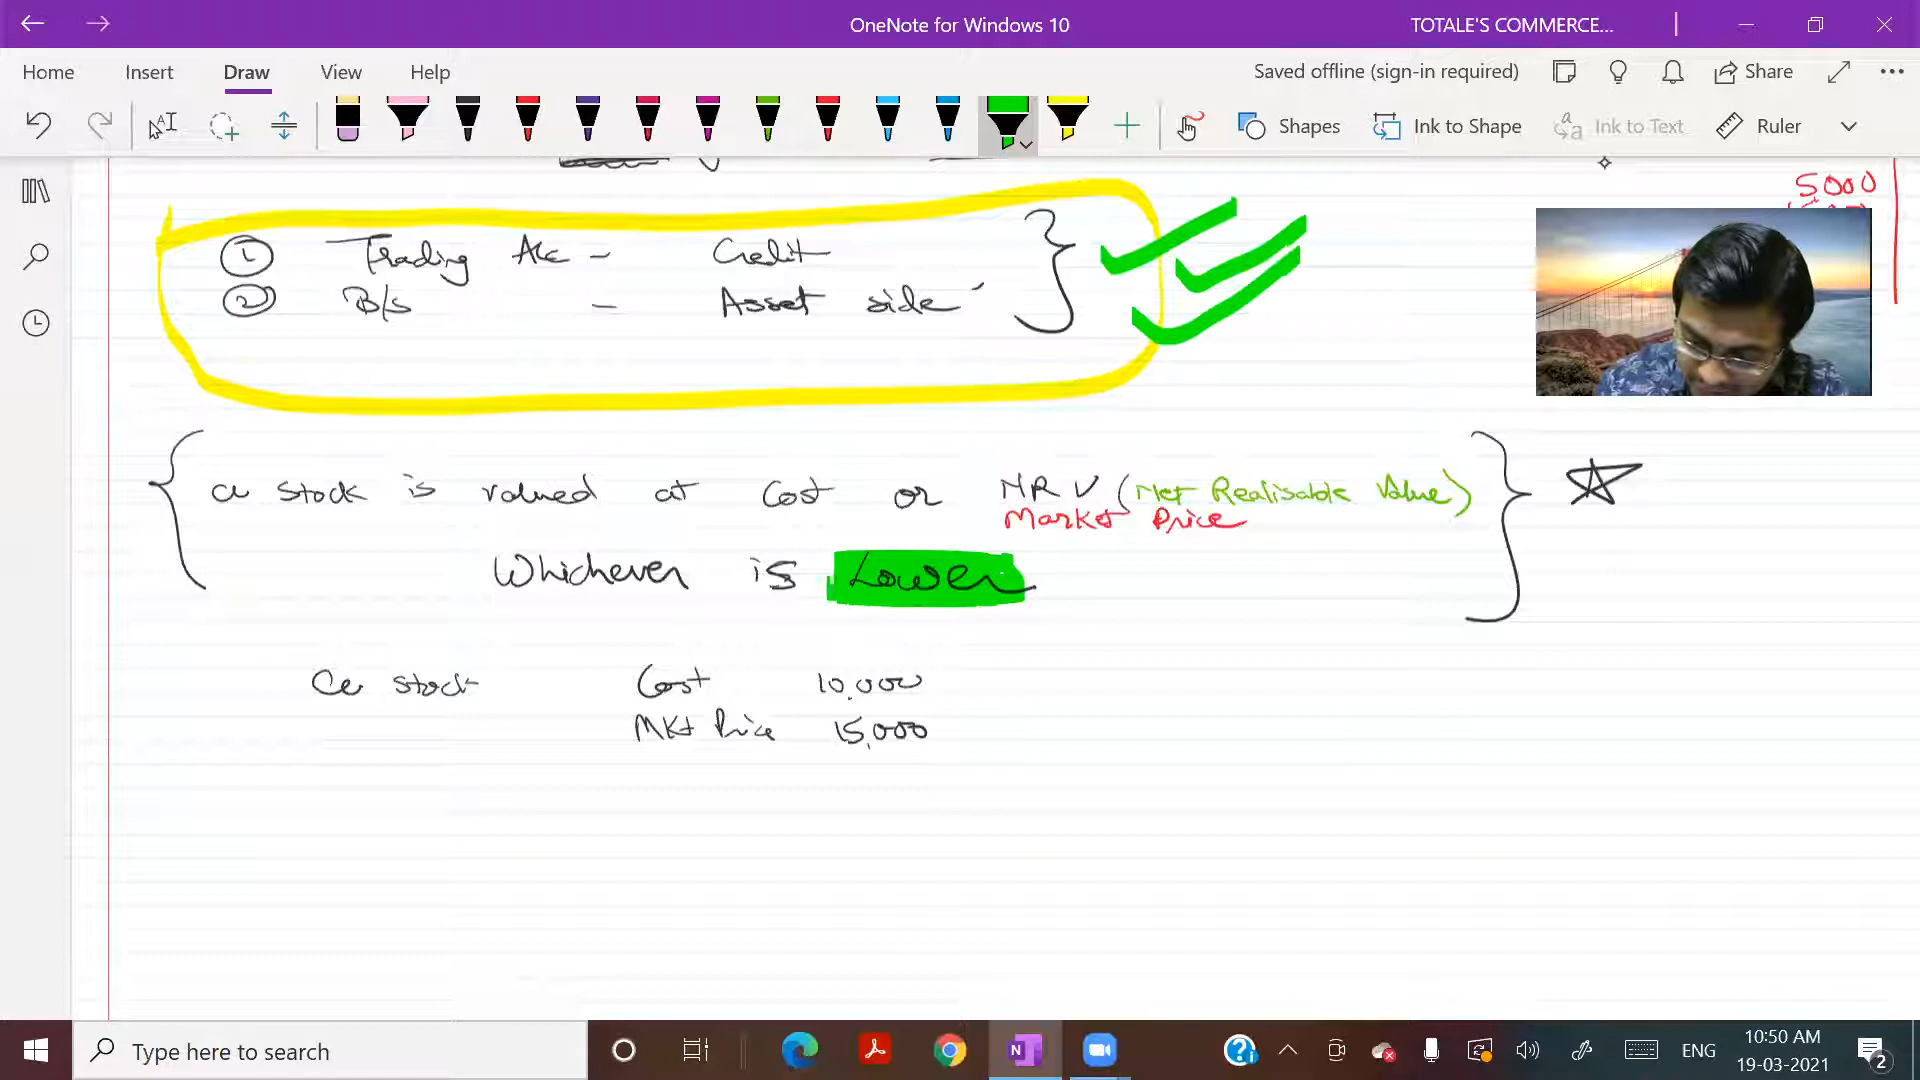 OneNote for Windows 10
TOTALE'S COMMERCE...
Home Insert Draw View Help
Saved offline (sign-in required)
Share
Shapes
Ink to Shape
Ink to Text
Ruler
5000
① Trading A/c - Credit
② B/s - Asset side
Cl stock is valued at Cost or NRV (Net Realisable Value)
Market Price
Whichever is Lower
Cl stock Cost 10,000
Mkt Price 15,000
Type here to search
ENG
10:50 AM
19-03-2021
2